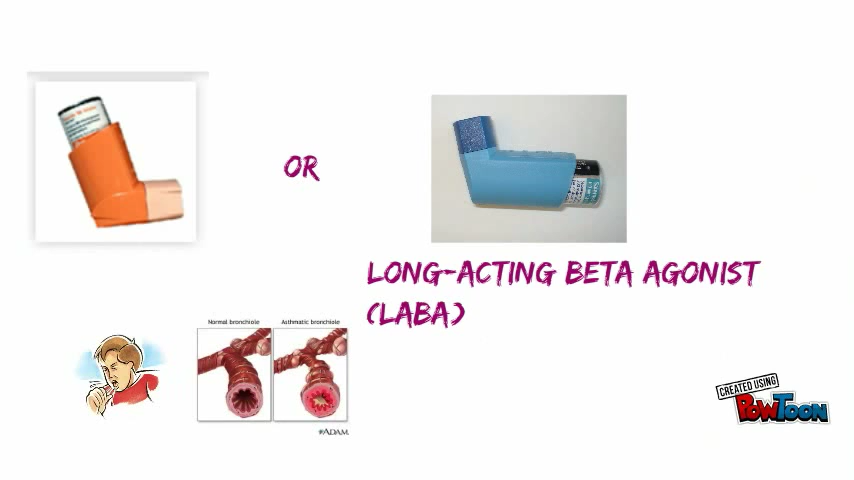 OR
LONG-ACTING BETA AGONIST
(LABA)
Normal bronchiole
Asthmatic bronchiole
*ADAM.
CREATED USING
POWTOON